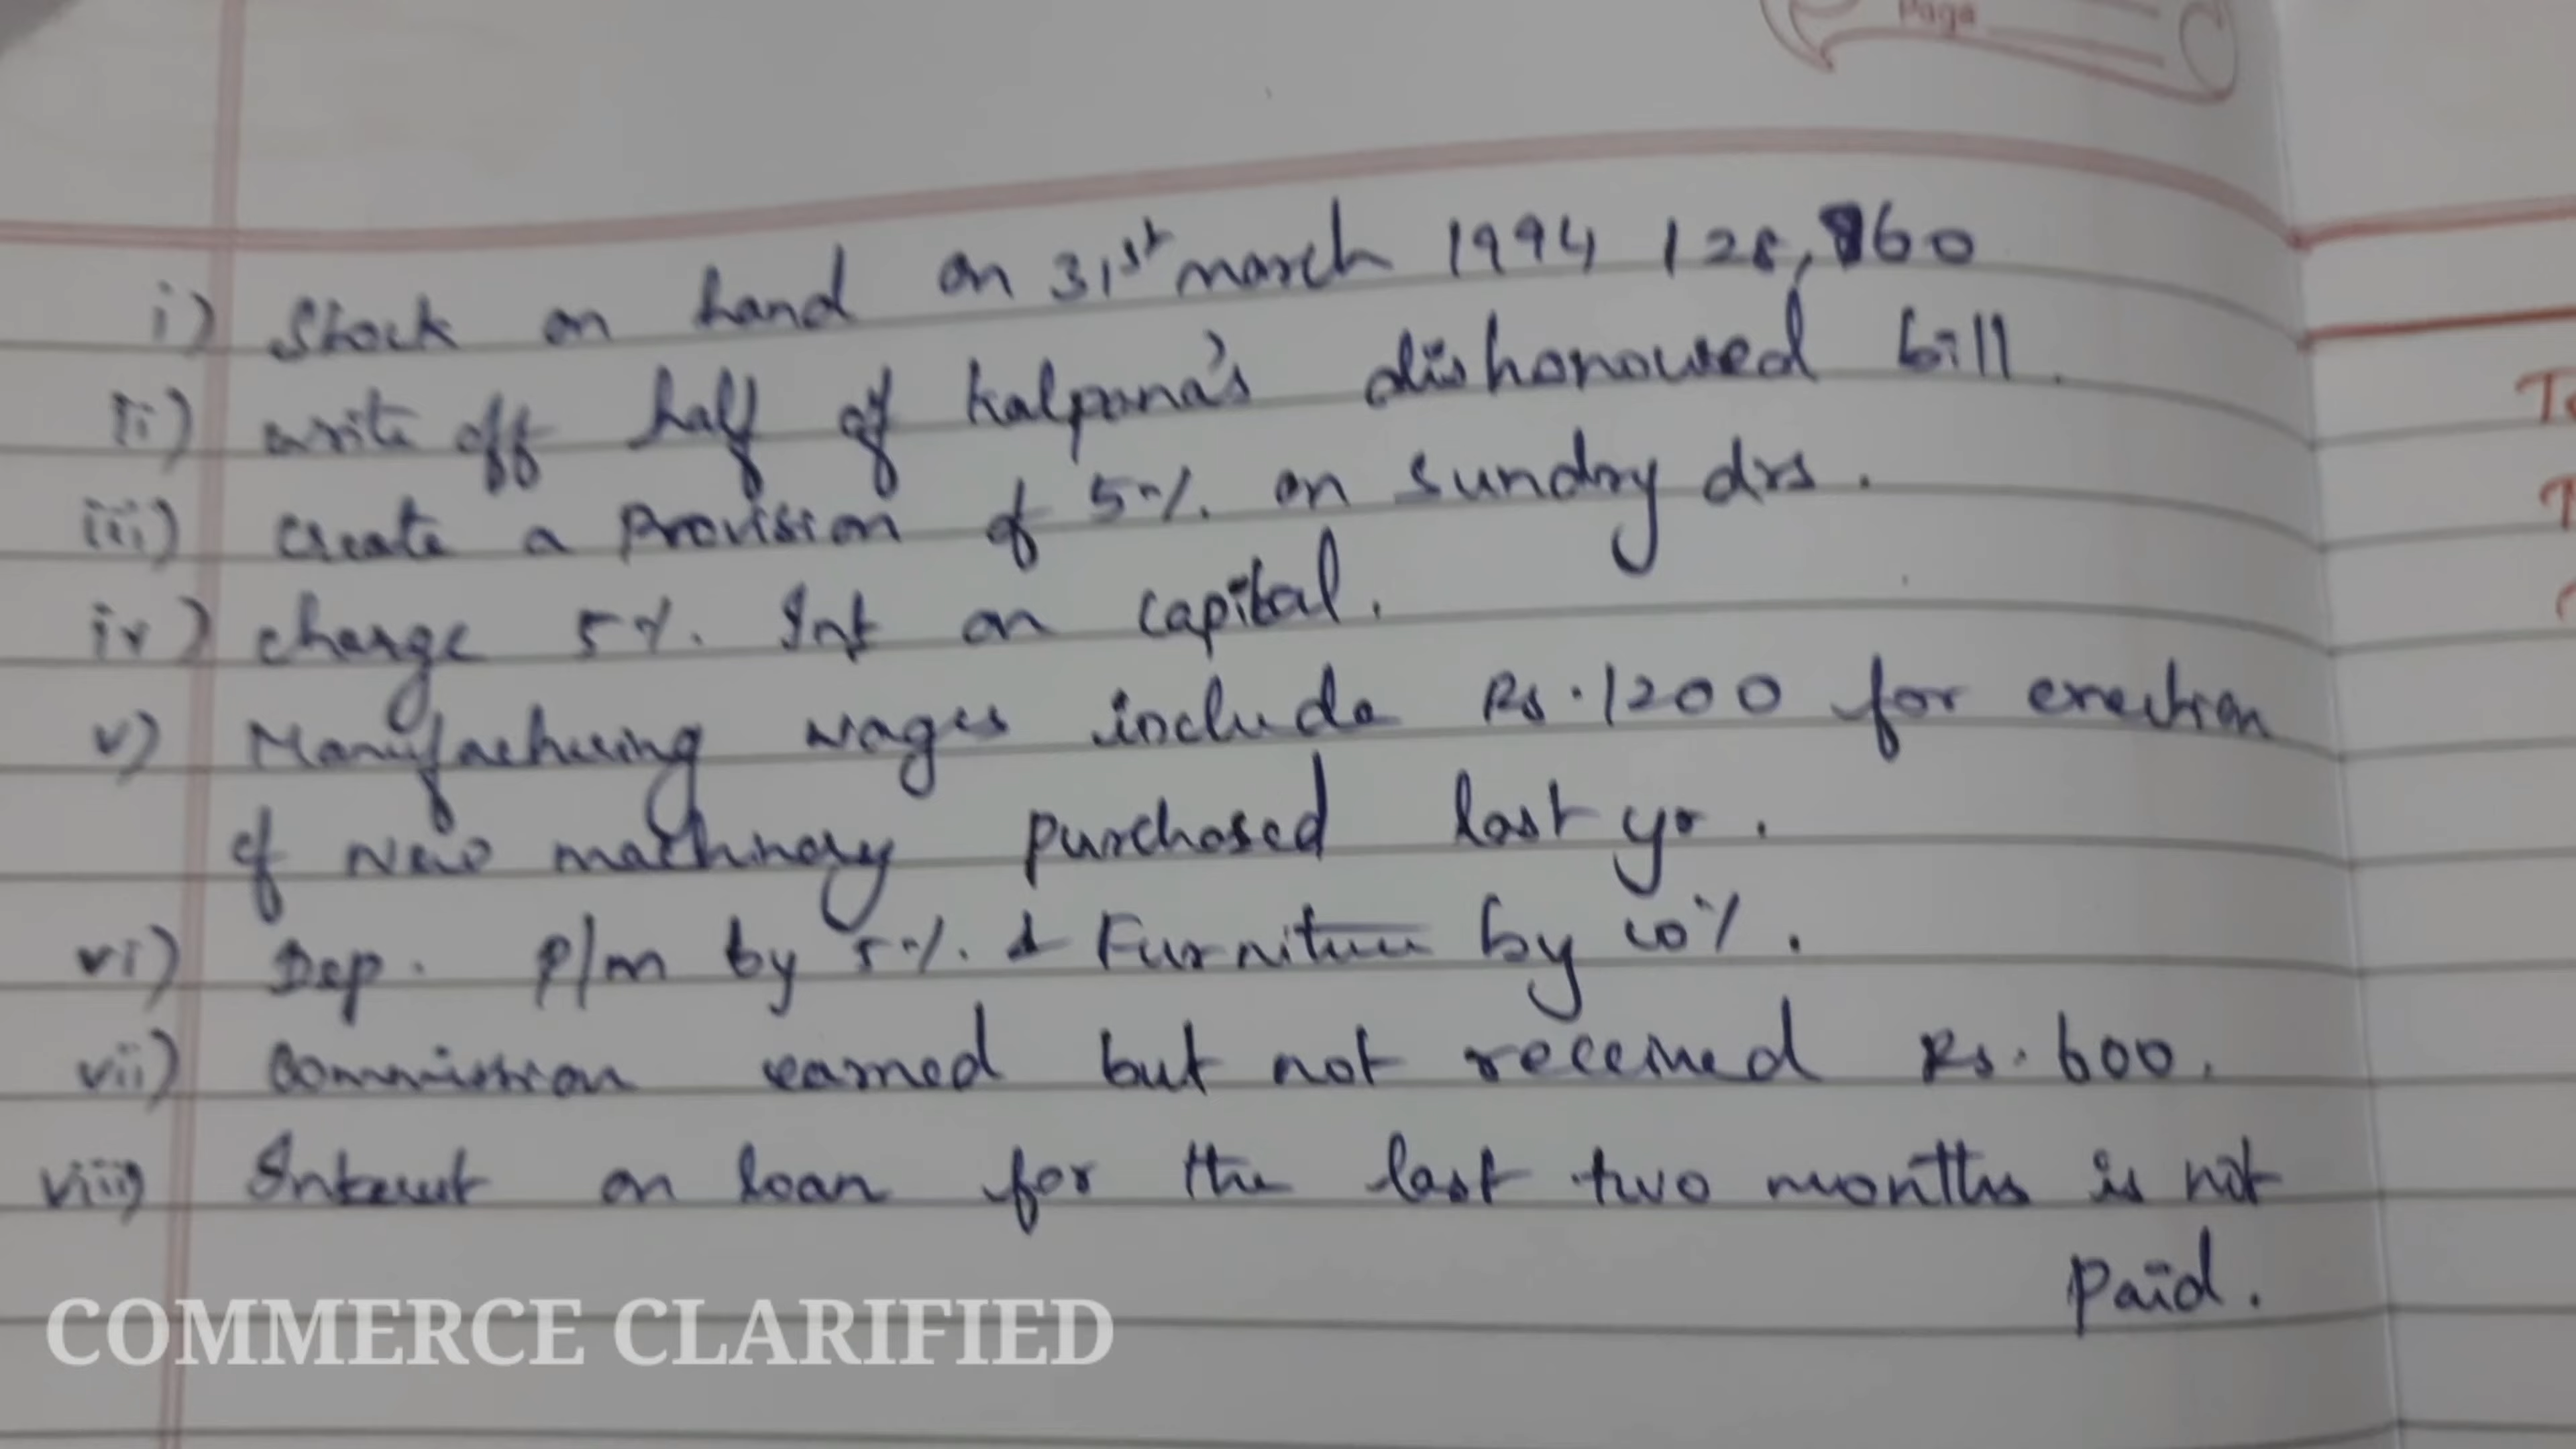 Page
i) Stock on hand on 31st march 1994 128,960
ii) write off half of Kalpana's dishonoured bill.
iii) create a provision of 5% on sundry drs.
iv) charge 5% Int on capital.
v) Manufacturing wages include Rs. 1200 for erection
of New machinery purchased last yr.
vi) Dep. P/m by 5% & Furniture by 10%.
vii) Commission earned but not received Rs. 600.
viii) Interest on loan for the last two months is not
paid.
COMMERCE CLARIFIED